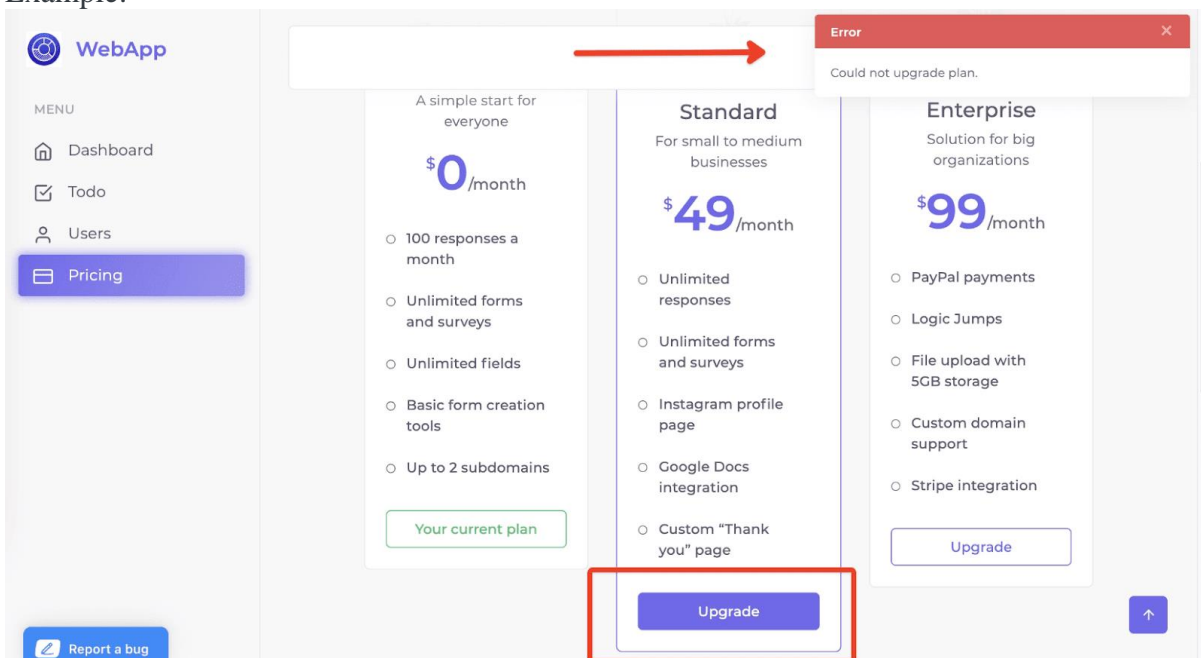 Example:
WebApp
MENU
Dashboard
Todo
Users
Pricing
Report a bug
Error
×
Could not upgrade plan.
A simple start for
everyone
$0/month
100 responses a
month
Unlimited forms
and surveys
Unlimited fields
Basic form creation
tools
Up to 2 subdomains
Your current plan
Standard
For small to medium
businesses
$49/month
Unlimited
responses
Unlimited forms
and surveys
Instagram profile
page
Google Docs
integration
Custom “Thank
you” page
Upgrade
Enterprise
Solution for big
organizations
$99/month
PayPal payments
Logic Jumps
File upload with
5GB storage
Custom domain
support
Stripe integration
Upgrade